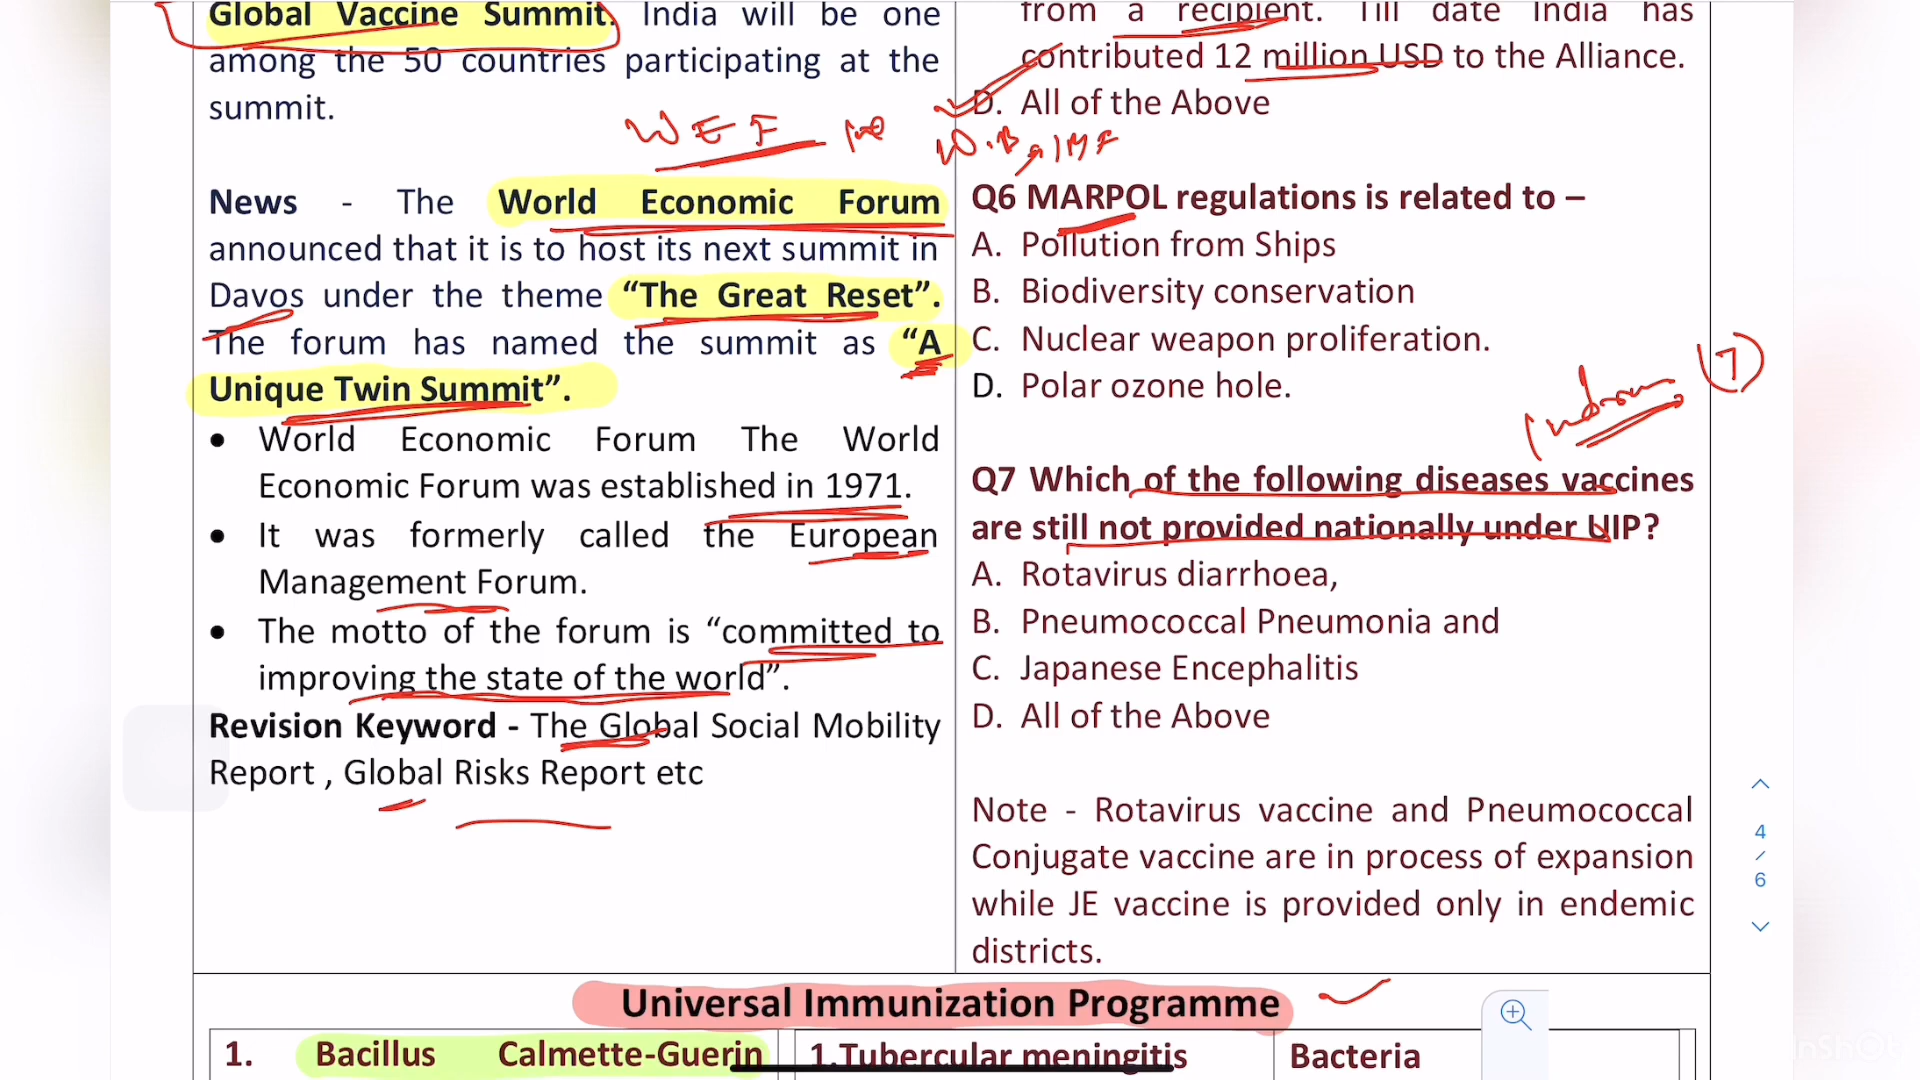 Global Vaccine Summit. India will be one
among the 50 countries participating at the
summit.
WEF
News - The World Economic Forum
announced that it is to host its next summit in
Davos under the theme “The Great Reset”.
The forum has named the summit as “A
Unique Twin Summit”.
• World Economic Forum The World
Economic Forum was established in 1971.
• It was formerly called the European
Management Forum.
• The motto of the forum is “committed to
improving the state of the world”.
Revision Keyword - The Global Social Mobility
Report , Global Risks Report etc
from a recipient. Till date India has
contributed 12 million USD to the Alliance.
D. All of the Above
W.B, IMF
Q6 MARPOL regulations is related to –
A. Pollution from Ships
B. Biodiversity conservation
C. Nuclear weapon proliferation.
D. Polar ozone hole.
7
Q7 Which of the following diseases vaccines
are still not provided nationally under UIP?
A. Rotavirus diarrhoea,
B. Pneumococcal Pneumonia and
C. Japanese Encephalitis
D. All of the Above
Note - Rotavirus vaccine and Pneumococcal
Conjugate vaccine are in process of expansion
while JE vaccine is provided only in endemic
districts.
4
/
6
Universal Immunization Programme
1. Bacillus Calmette-Guerin 1.Tubercular meningitis Bacteria